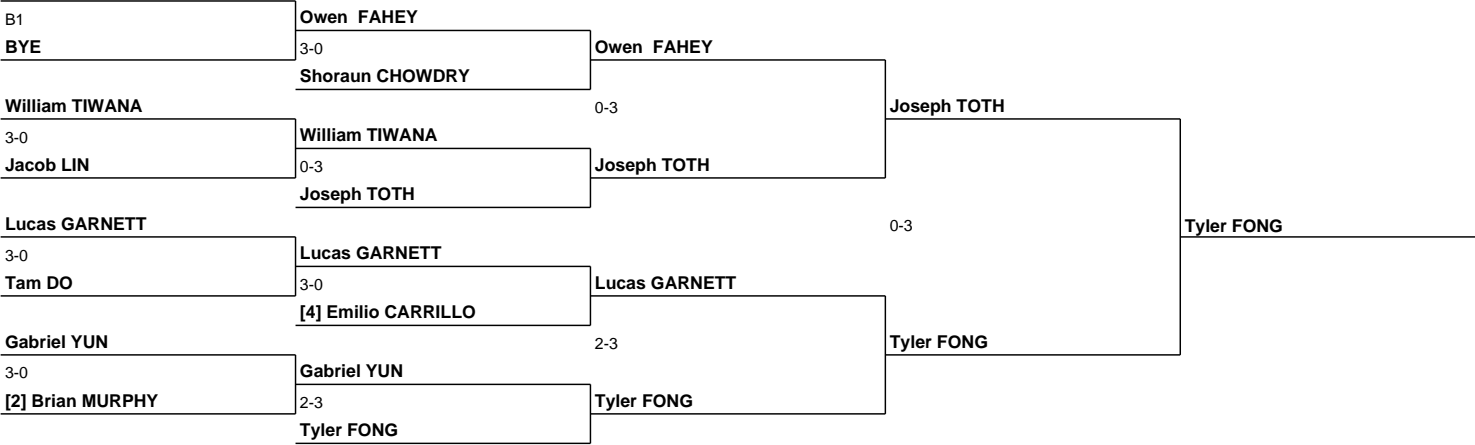 B1
BYE
Owen FAHEY
3-0
Shoraun CHOWDRY
Owen FAHEY
William TIWANA
3-0
Jacob LIN
William TIWANA
0-3
Joseph TOTH
0-3
Joseph TOTH
Joseph TOTH
Lucas GARNETT
3-0
Tam DO
Lucas GARNETT
3-0
[4] Emilio CARRILLO
Lucas GARNETT
0-3
Tyler FONG
Gabriel YUN
3-0
[2] Brian MURPHY
Gabriel YUN
2-3
Tyler FONG
2-3
Tyler FONG
Tyler FONG